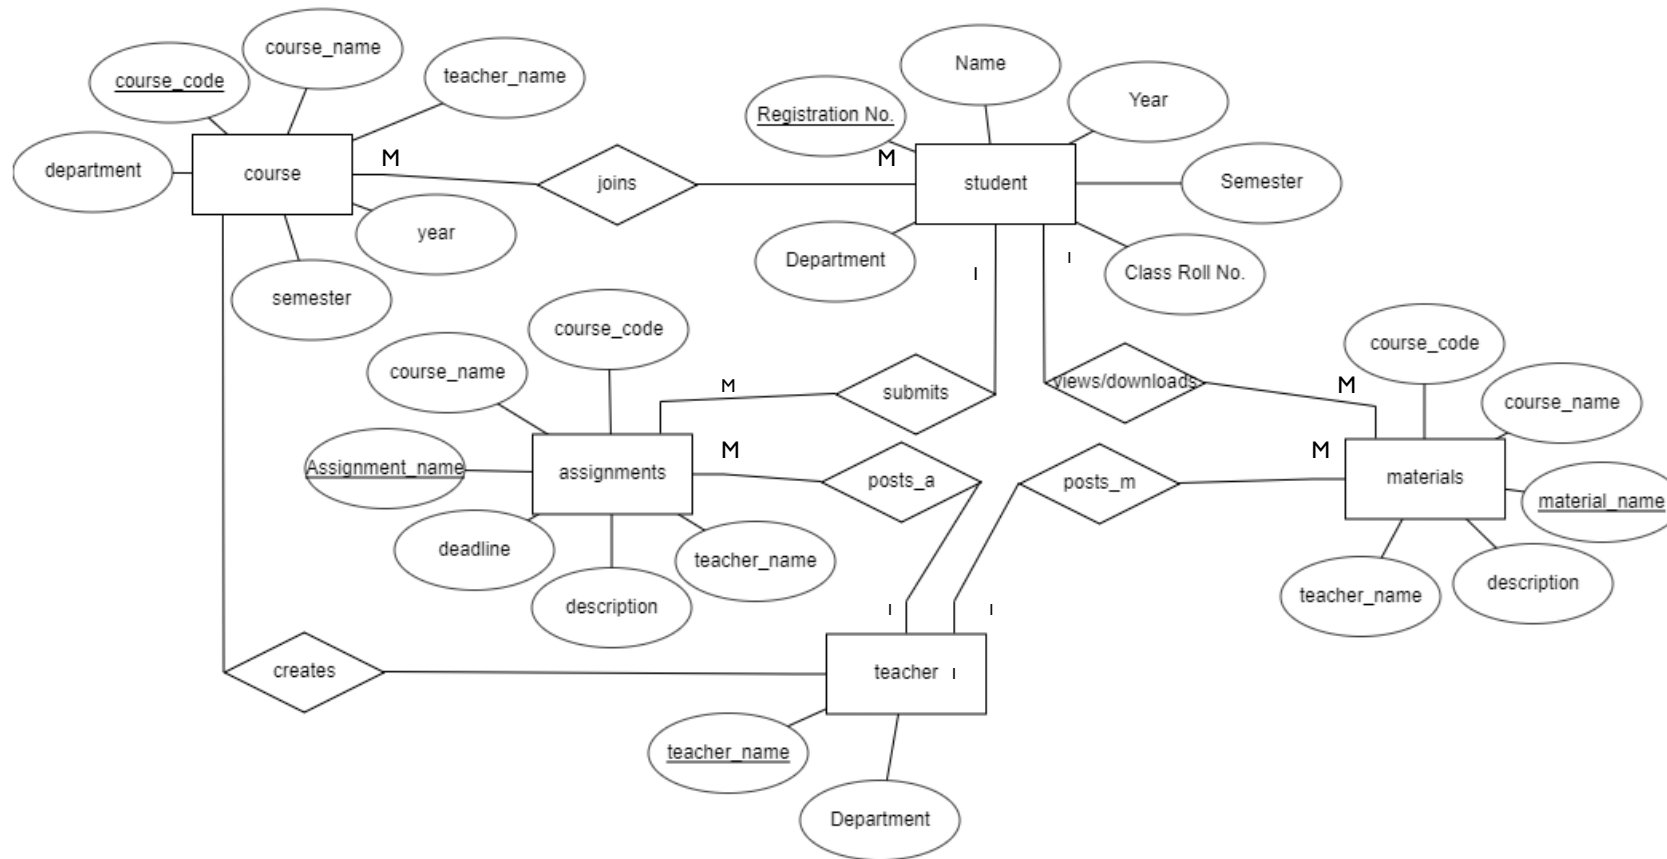 course_name
course_code
teacher_name
department
course
M
joins
year
semester
Name
Registration No.
Year
M
student
Semester
Department
Class Roll No.
I
I
course_code
course_name
M
submits
Assignment_name
assignments
M
posts_a
deadline
description
teacher_name
views/downloads
M
course_code
course_name
posts_m
M
materials
material_name
teacher_name
description
I
I
creates
teacher
I
teacher_name
Department